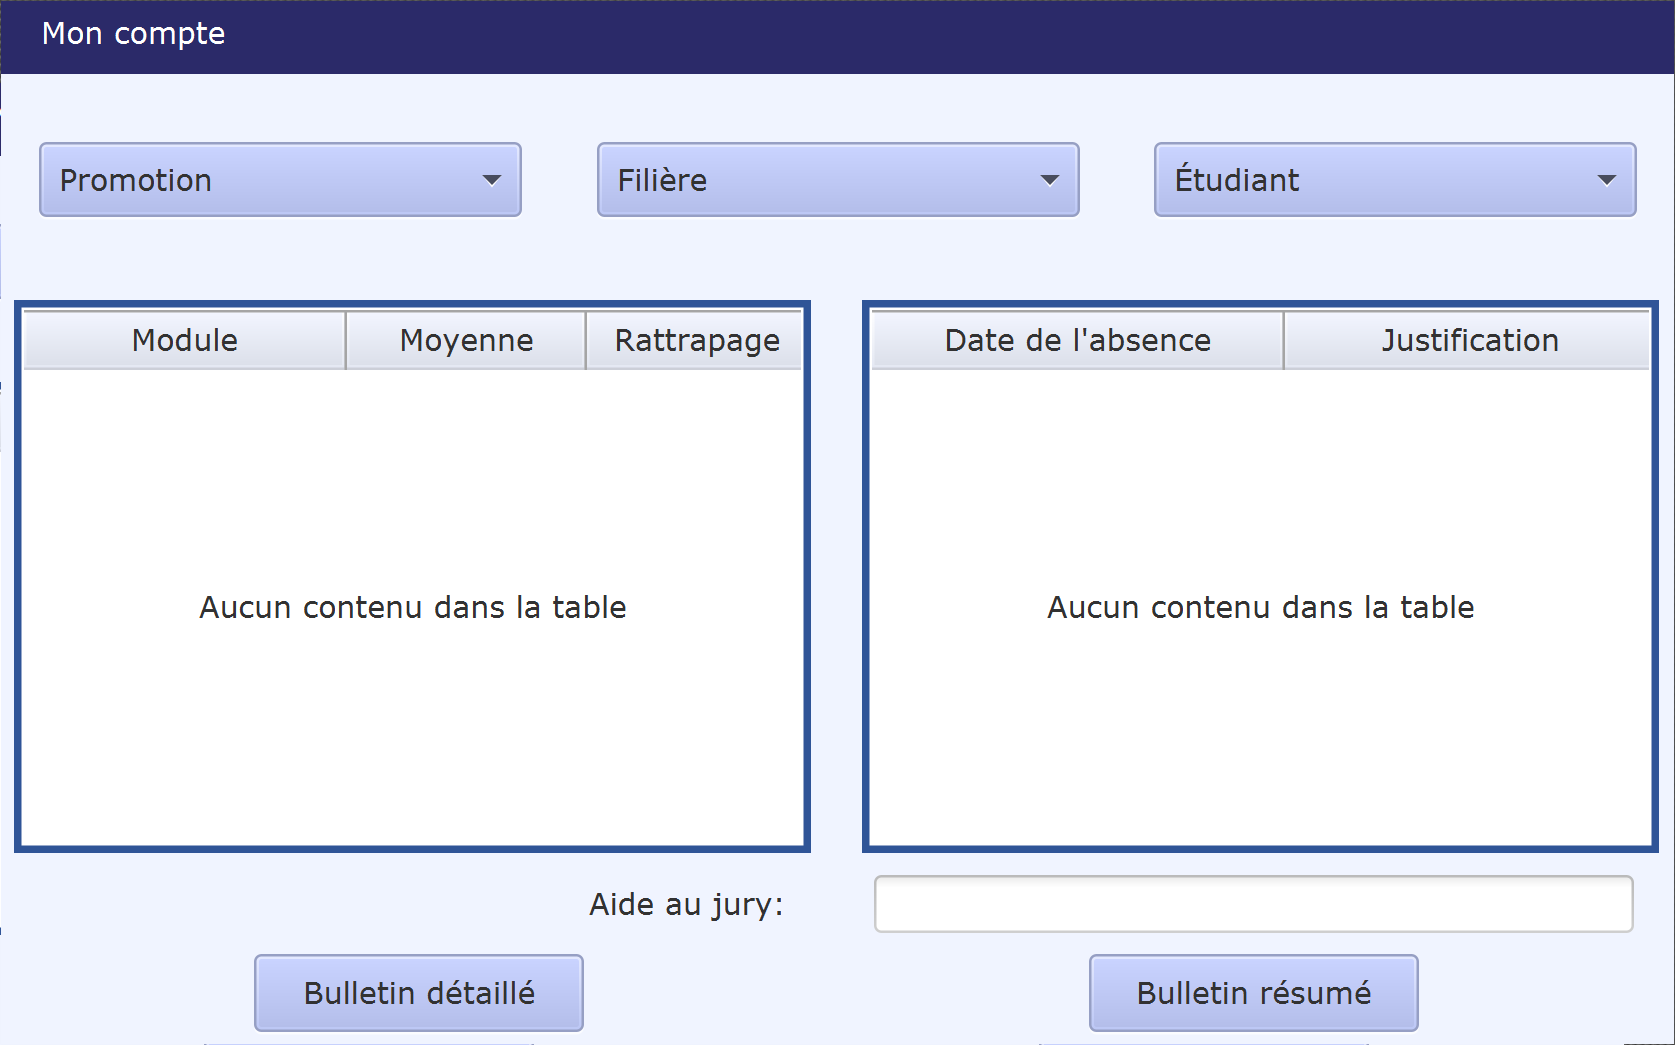 Mon compte
Promotion
Filière
Étudiant
Module
Moyenne
Rattrapage
Date de l'absence
Justification
Aucun contenu dans la table
Aucun contenu dans la table
Aide au jury:
Bulletin détaillé
Bulletin résumé